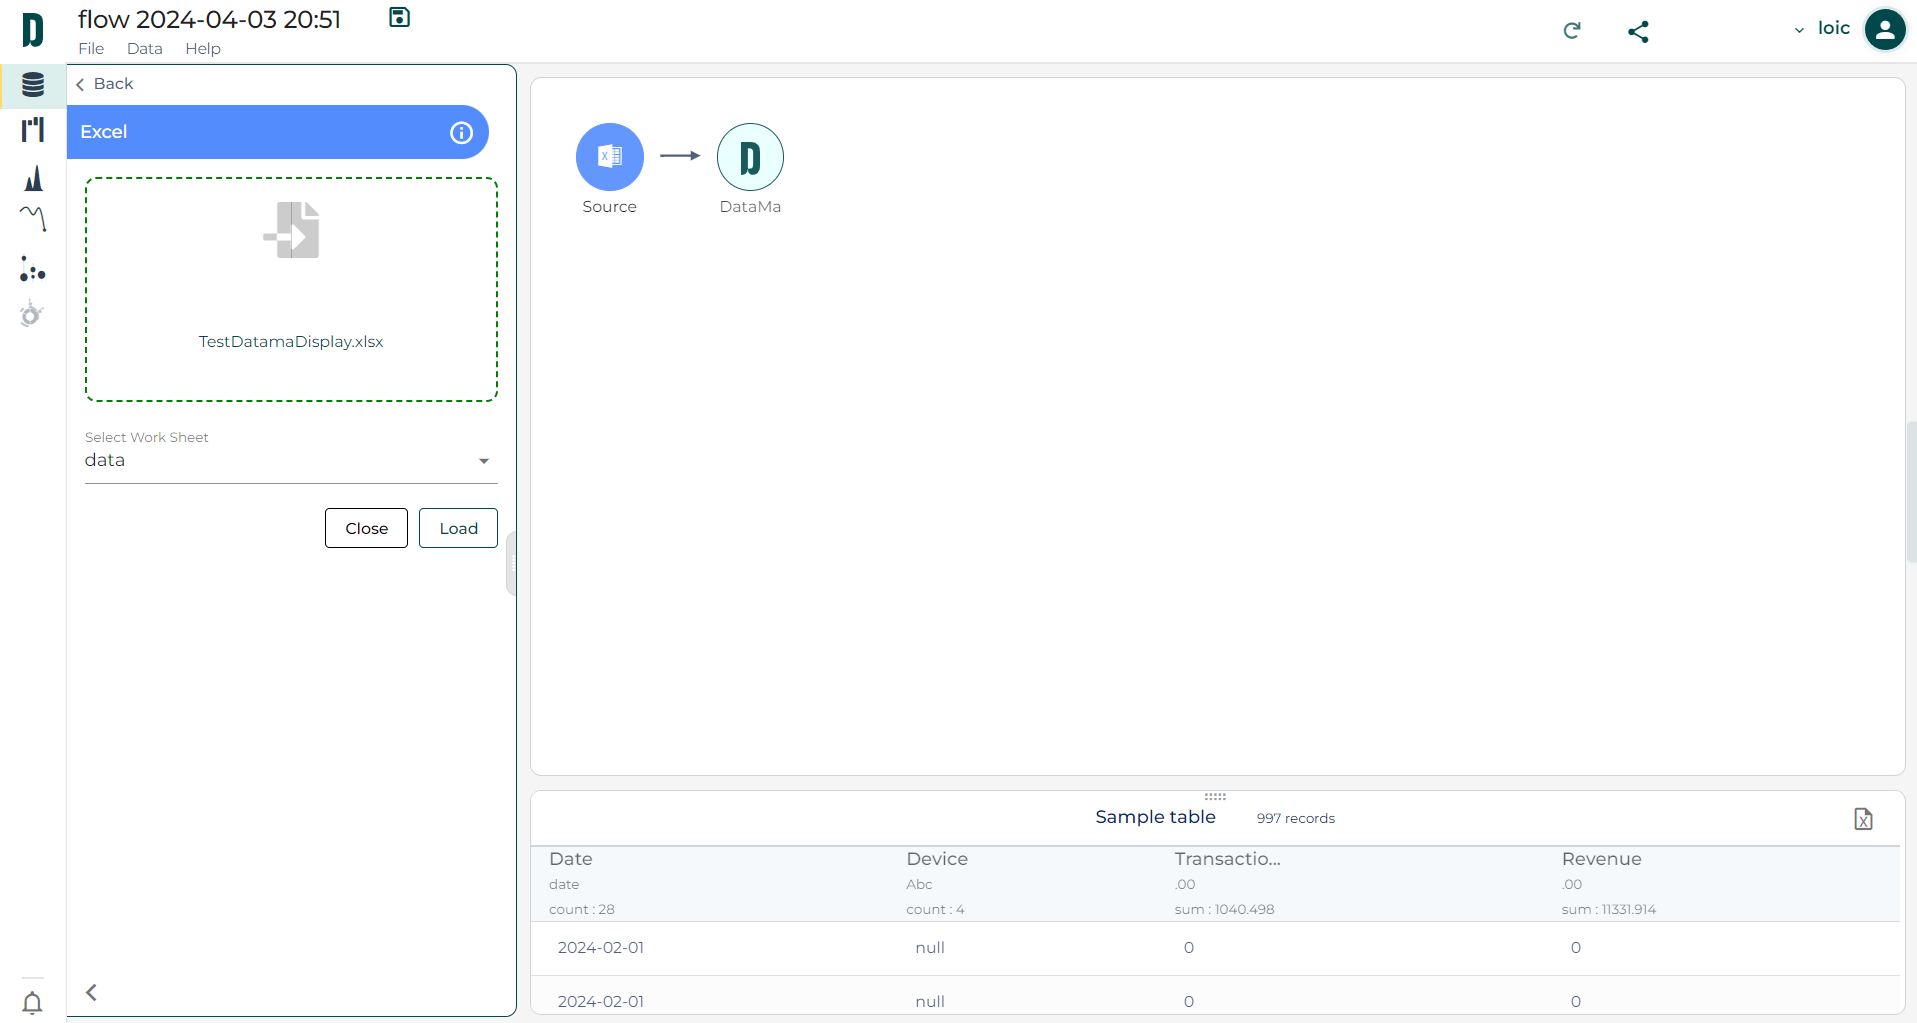 flow 2024-04-03 20:51
File Data Help
loic
Back
Excel
TestDatamaDisplay.xlsx
Select Work Sheet
data
Close Load
Source
DataMa
Sample table 997 records
Date Device Transactio... Revenue
date Abc .00 .00
count : 28 count : 4 sum : 1040.498 sum : 11331.914
2024-02-01 null 0 0
2024-02-01 null 0 0